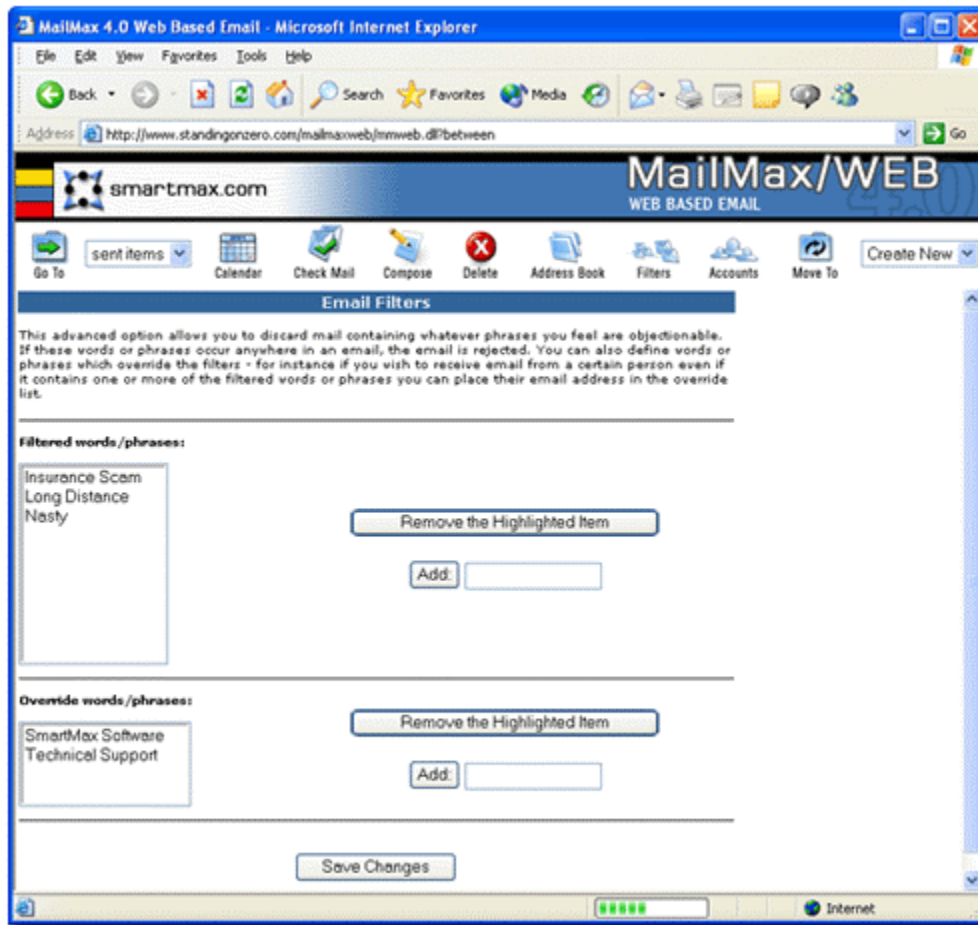 MailMax 4.0 Web Based Email - Microsoft Internet Explorer
File Edit View Favorites Tools Help
Back Search Favorites Media
Address http://www.standingonzero.com/mailmaxweb/mmweb.dll?between Go
smartmax.com
MailMax/WEB
WEB BASED EMAIL
4.0
Go To sent items Calendar Check Mail Compose Delete Address Book Filters Accounts Move To Create New
Email Filters
This advanced option allows you to discard mail containing whatever phrases you feel are objectionable.
If these words or phrases occur anywhere in an email, the email is rejected. You can also define words or
phrases which override the filters - for instance if you wish to receive email from a certain person even if
it contains one or more of the filtered words or phrases you can place their email address in the override
list.
Filtered words/phrases:
Insurance Scam
Long Distance
Nasty
Remove the Highlighted Item
Add:
Override words/phrases:
SmartMax Software
Technical Support
Remove the Highlighted Item
Add:
Save Changes
Internet